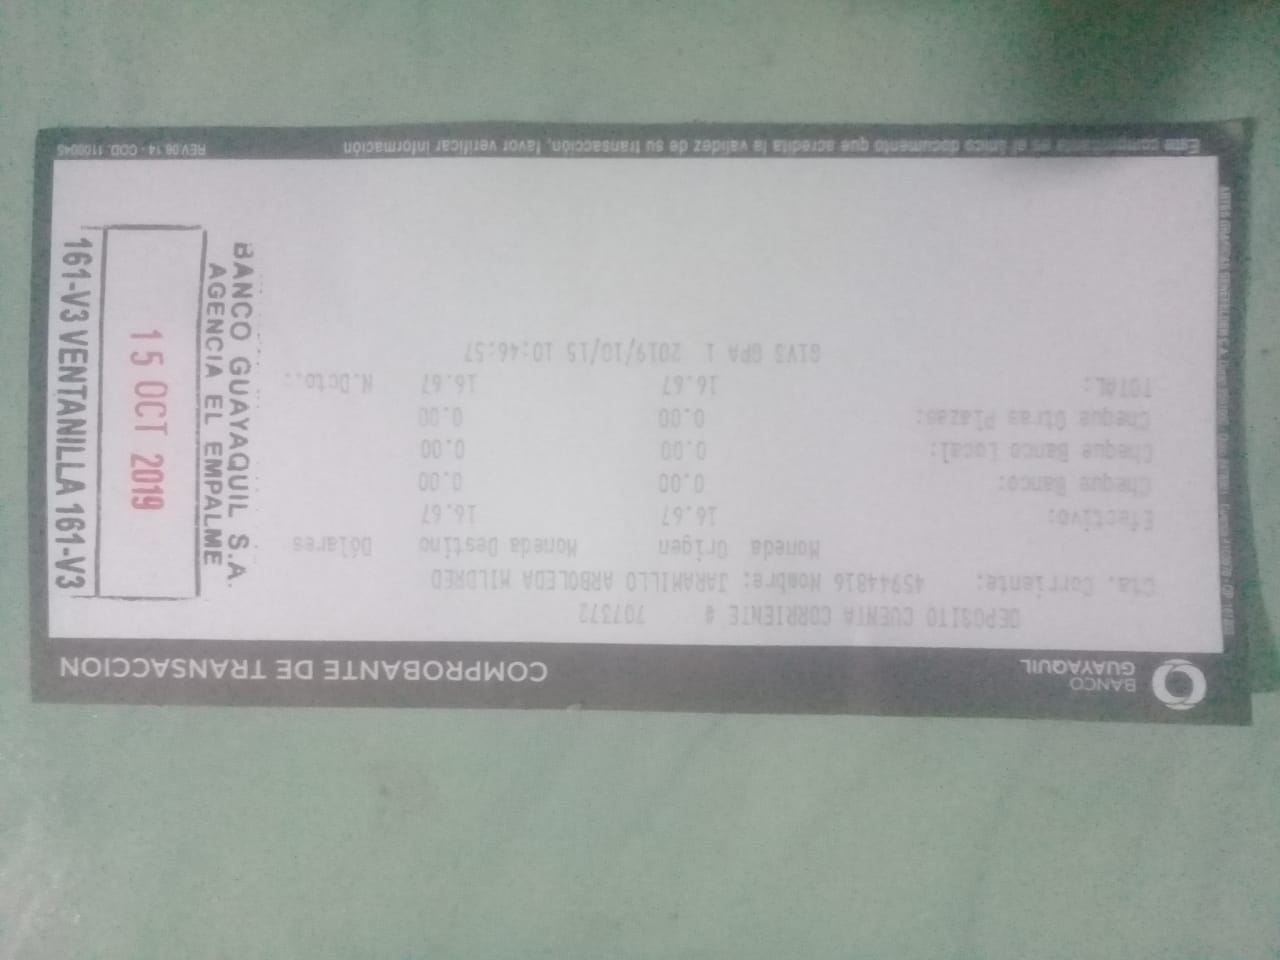 BANCO
GUAYAQUIL
COMPROBANTE DE TRANSACCION
DEPOSITO CUENTA CORRIENTE # 707372
Cta. Corriente: 45944816 Nombre: JARAMILLO ARBOLEDA MILDRED
Moneda Origen Moneda Destino Dólares
Efectivo: 16.67 16.67
Cheque Banco: 0.00 0.00
Cheque Banco Local: 0.00 0.00
Cheque Otras Plazas: 0.00 0.00
TOTAL: 16.67 16.67 N.Dcto.:
GIV3 GPA 1 2019/10/15 10:46:57
BANCO GUAYAQUIL S.A.
AGENCIA EL EMPALME
15 OCT 2019
161-V3 VENTANILLA 161-V3
Este comprobante es el único documento que acredita la validez de su transacción, favor verificar información
REV.06.14 - COD. 1100045